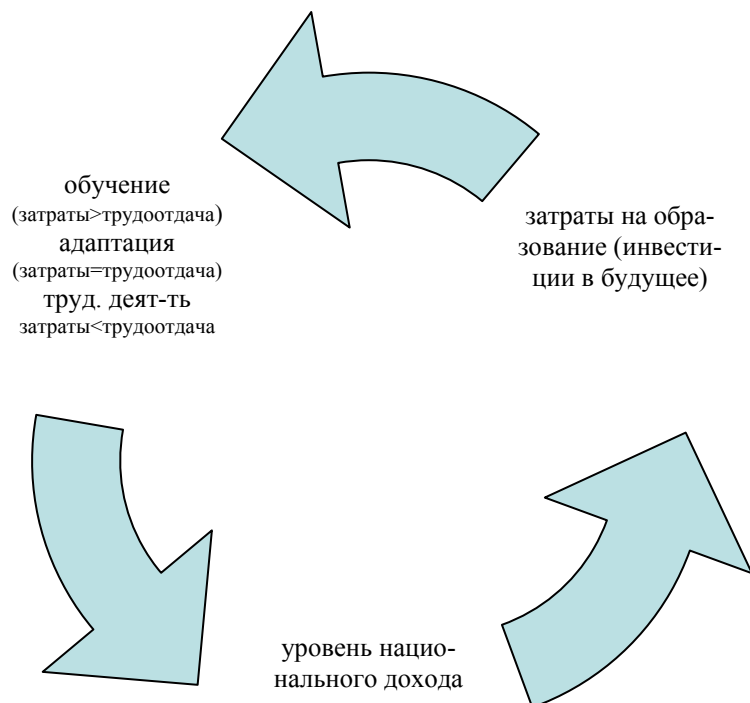 обучение
(затраты>трудоотдача)
адаптация
(затраты=трудоотдача)
труд. деят-ть
затраты<трудоотдача
затраты на обра-
зование (инвести-
ции в будущее)
уровень нацио-
нального дохода